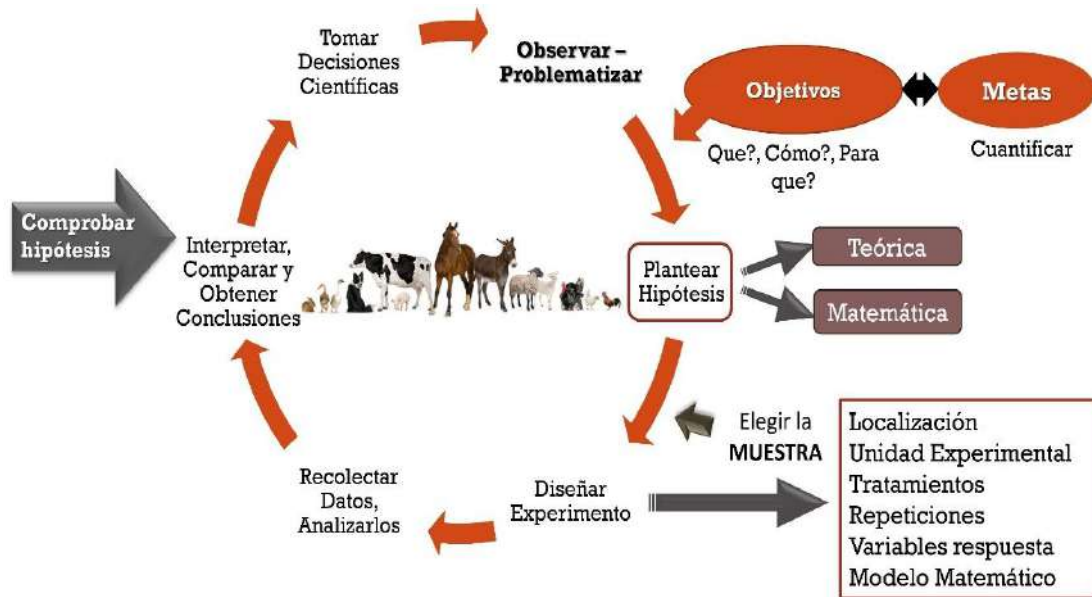 Tomar
Decisiones
Científicas
Observar –
Problematizar
Objetivos
Metas
Que?, Cómo?, Para
que?
Cuantificar
Comprobar
hipótesis
Interpretar,
Comparar y
Obtener
Conclusiones
Plantear
Hipótesis
Teórica
Matemática
Elegir la
MUESTRA
Recolectar
Datos,
Analizarlos
Diseñar
Experimento
Localización
Unidad Experimental
Tratamientos
Repeticiones
Variables respuesta
Modelo Matemático